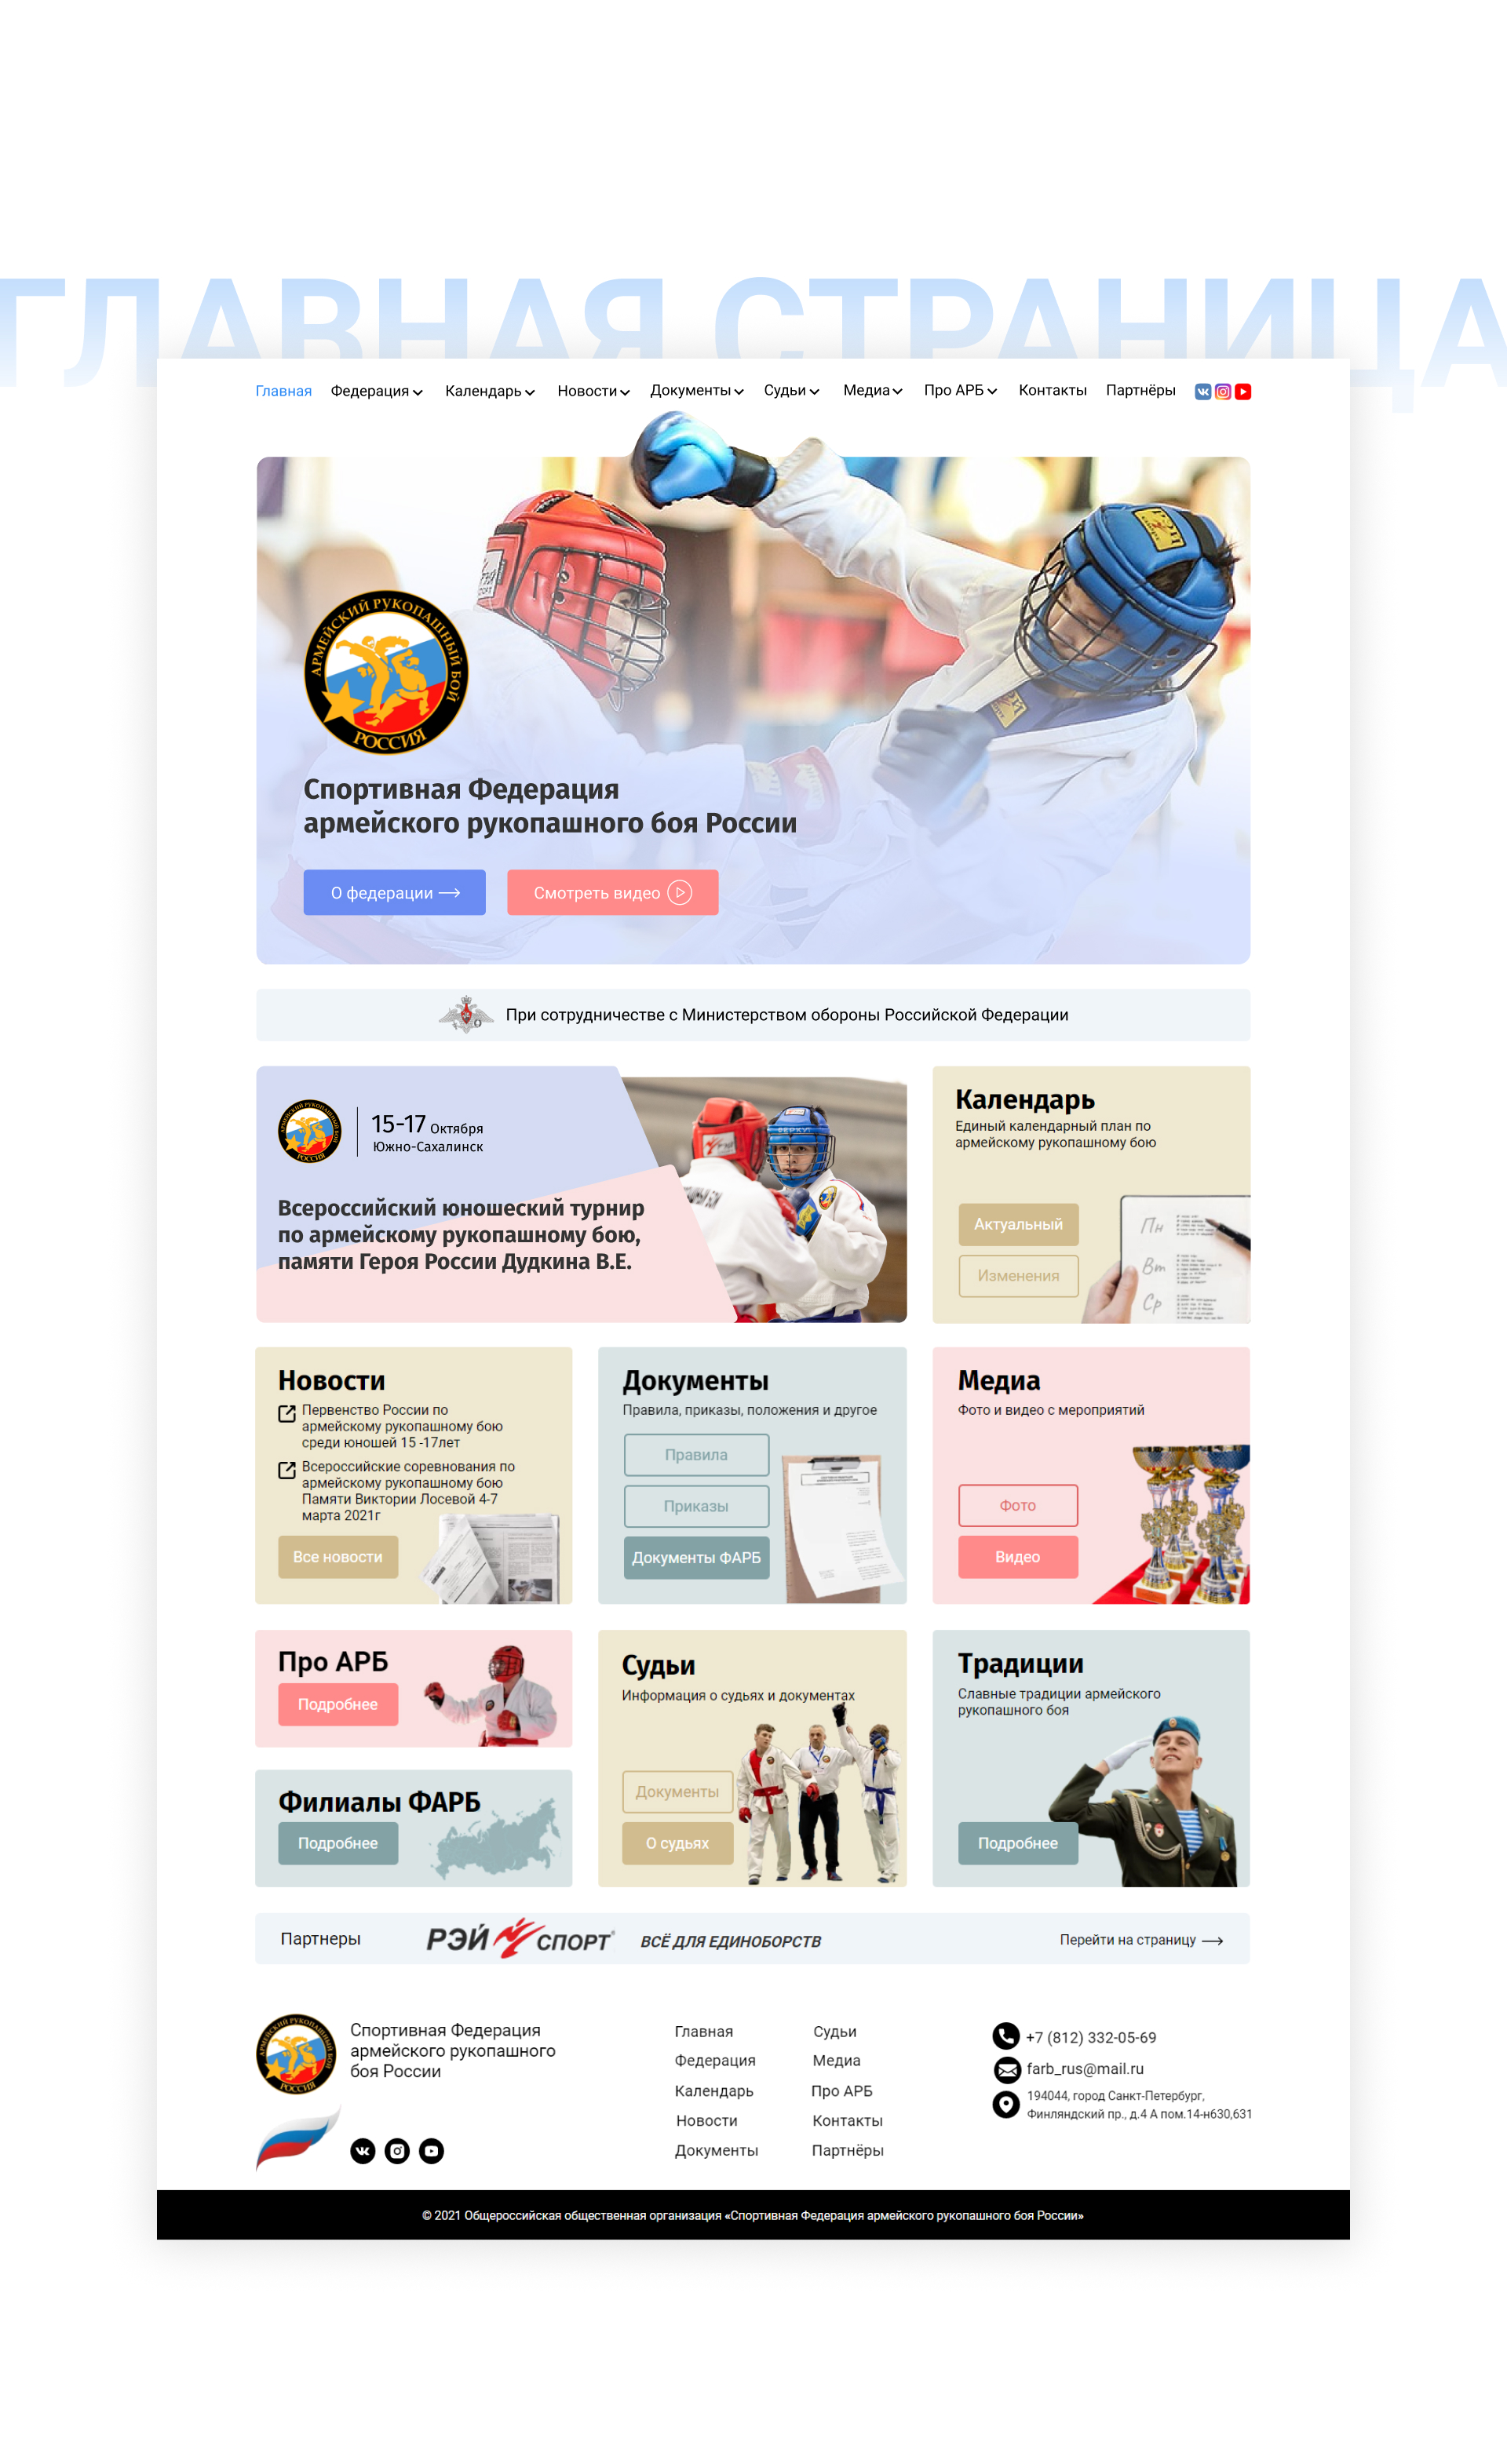 ГЛАВНАЯ СТРАНИЦА
Главная Федерация Календарь Новости Документы Судьи Медиа Про АРБ Контакты Партнёры
АРМЕЙСКИЙ РУКОПАШНЫЙ БОЙ
РОССИЯ
Спортивная Федерация
армейского рукопашного боя России
О федерации
Смотреть видео
При сотрудничестве с Министерством обороны Российской Федерации
АРМЕЙСКИЙ РУКОПАШНЫЙ БОЙ
РОССИЯ
15-17 Октября
Южно-Сахалинск
Всероссийский юношеский турнир
по армейскому рукопашному бою,
памяти Героя России Дудкина В.Е.
Календарь
Единый календарный план по
армейскому рукопашному бою
Актуальный
Изменения
Пн
Вт
Ср
Новости
Первенство России по
армейскому рукопашному бою
среди юношей 15 -17лет
Всероссийские соревнования по
армейскому рукопашному бою
Памяти Виктории Лосевой 4-7
марта 2021г
Все новости
Документы
Правила, приказы, положения и другое
Правила
Приказы
Документы ФАРБ
Медиа
Фото и видео с мероприятий
Фото
Видео
Про АРБ
Подробнее
Филиалы ФАРБ
Подробнее
Судьи
Информация о судьях и документах
Документы
О судьях
Традиции
Славные традиции армейского
рукопашного боя
Подробнее
Партнеры
РЭЙ СПОРТ
ВСЁ ДЛЯ ЕДИНОБОРСТВ
Перейти на страницу
АРМЕЙСКИЙ РУКОПАШНЫЙ БОЙ
РОССИЯ
Спортивная Федерация
армейского рукопашного
боя России
Главная
Федерация
Календарь
Новости
Документы
Судьи
Медиа
Про АРБ
Контакты
Партнёры
+7 (812) 332-05-69
farb_rus@mail.ru
194044, город Санкт-Петербург,
Финляндский пр., д.4 А пом.14-н630,631
© 2021 Общероссийская общественная организация «Спортивная Федерация армейского рукопашного боя России»